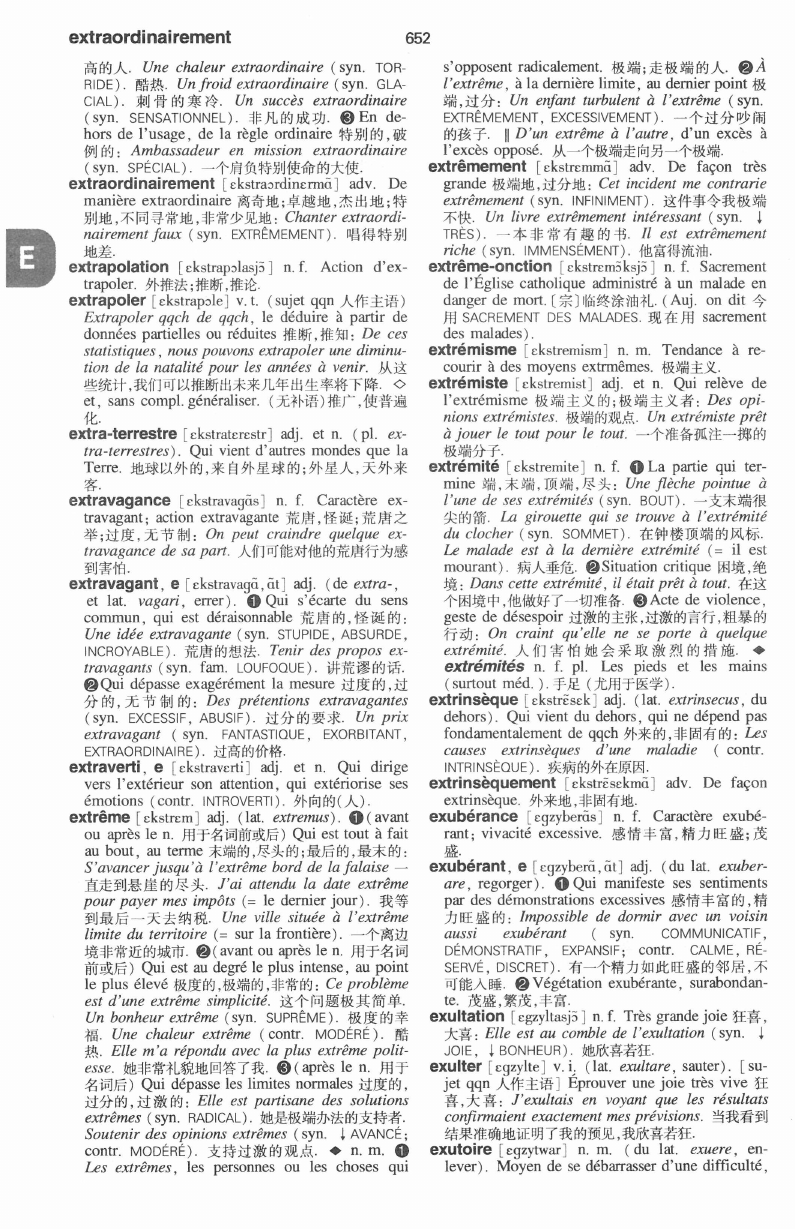 extraordinairement
652
高的人. Une chaleur extraordinaire (syn. TOR-
RIDE). 酷热. Un froid extraordinaire (syn. GLA-
CIAL). 刺骨的寒冷. Un succès extraordinaire
(syn. SENSATIONNEL). 非凡的成功. ❸ En de-
hors de l'usage, de la règle ordinaire 特别的,破
例的: Ambassadeur en mission extraordinaire
(syn. SPÉCIAL). 一个肩负特别使命的大使.
extraordinairement [ɛkstraɔrdinɛrmɑ̃] adv. De
manière extraordinaire 离奇地;卓越地,杰出地;特
别地,不同寻常地,非常少见地: Chanter extraordi-
nairement faux (syn. EXTRÊMEMENT). 唱得特别
地差.
E
extrapolation [ɛkstrapɔlasjɔ̃] n. f. Action d'ex-
trapoler. 外推法;推断,推论.
extrapoler [ɛkstrapɔle] v. t. (sujet qqn 人作主语)
Extrapoler qqch de qqch, le déduire à partir de
données partielles ou réduites 推断,推知: De ces
statistiques, nous pouvons extrapoler une diminu-
tion de la natalité pour les années à venir. 从这
些统计,我们可以推断出未来几年出生率将下降. ◇
et, sans compl. généraliser. (无补语)推广,使普遍
化.
extra-terrestre [ɛkstratɛrɛstr] adj. et n. (pl. ex-
tra-terrestres). Qui vient d'autres mondes que la
Terre. 地球以外的,来自外星球的;外星人,天外来
客.
extravagance [ɛkstravagɑ̃s] n. f. Caractère ex-
travagant; action extravagante 荒唐,怪诞;荒唐之
举;过度,无节制: On peut craindre quelque ex-
travagance de sa part. 人们可能对他的荒唐行为感
到害怕.
extravagant, e [ɛkstravagɑ̃, ɑ̃t] adj. (de extra-,
et lat. vagari, errer). ❶ Qui s'écarte du sens
commun, qui est déraisonnable 荒唐的,怪诞的:
Une idée extravagante (syn. STUPIDE, ABSURDE,
INCROYABLE). 荒唐的想法. Tenir des propos ex-
travagants (syn. fam. LOUFOQUE). 讲荒谬的话.
❷Qui dépasse exagérément la mesure 过度的,过
分的,无节制的: Des prétentions extravagantes
(syn. EXCESSIF, ABUSIF). 过分的要求. Un prix
extravagant ( syn. FANTASTIQUE, EXORBITANT,
EXTRAORDINAIRE). 过高的价格.
extraverti, e [ɛkstravɛrti] adj. et n. Qui dirige
vers l'extérieur son attention, qui extériorise ses
émotions (contr. INTROVERTI). 外向的(人).
extrême [ɛkstrɛm] adj. (lat. extremus). ❶(avant
ou après le n. 用于名词前或后) Qui est tout à fait
au bout, au terme 末端的,尽头的;最后的,最末的:
S'avancer jusqu'à l'extrême bord de la falaise 一
直走到悬崖的尽头. J'ai attendu la date extrême
pour payer mes impôts (= le dernier jour). 我等
到最后一天去纳税. Une ville située à l'extrême
limite du territoire (= sur la frontière). 一个离边
境非常近的城市. ❷(avant ou après le n. 用于名词
前或后) Qui est au degré le plus intense, au point
le plus élevé 极度的,极端的,非常的: Ce problème
est d'une extrême simplicité. 这个问题极其简单.
Un bonheur extrême (syn. SUPRÊME). 极度的幸
福. Une chaleur extrême (contr. MODÉRÉ). 酷
热. Elle m'a répondu avec la plus extrême polit-
esse. 她非常礼貌地回答了我. ❸(après le n. 用于
名词后) Qui dépasse les limites normales 过度的,
过分的,过激的: Elle est partisane des solutions
extrêmes (syn. RADICAL). 她是极端办法的支持者.
Soutenir des opinions extrêmes (syn. ↓ AVANCÉ;
contr. MODÉRÉ). 支持过激的观点. ◆ n. m. ❶
Les extrêmes, les personnes ou les choses qui
s'opposent radicalement. 极端;走极端的人. ❷ À
l'extrême, à la dernière limite, au dernier point 极
端,过分: Un enfant turbulent à l'extrême (syn.
EXTRÊMEMENT, EXCESSIVEMENT). 一个过分吵闹
的孩子. ‖ D'un extrême à l'autre, d'un excès à
l'excès opposé. 从一个极端走向另一个极端.
extrêmement [ɛkstrɛmmɑ̃] adv. De façon très
grande 极端地,过分地: Cet incident me contrarie
extrêmement (syn. INFINIMENT). 这件事令我极端
不快. Un livre extrêmement intéressant (syn. ↓
TRÈS). 一本非常有趣的书. Il est extrêmement
riche (syn. IMMENSÉMENT). 他富得流油.
extrême-onction [ɛkstrɛmɔ̃ksjɔ̃] n. f. Sacrement
de l'Église catholique administré à un malade en
danger de mort. 〔宗〕临终涂油礼. (Auj. on dit 今
用 SACREMENT DES MALADES. 现在用 sacrement
des malades).
extrémisme [ɛkstremism] n. m. Tendance à re-
courir à des moyens extrmêmes. 极端主义.
extrémiste [ɛkstremist] adj. et n. Qui relève de
l'extrémisme 极端主义的;极端主义者: Des opi-
nions extrémistes. 极端的观点. Un extrémiste prêt
à jouer le tout pour le tout. 一个准备孤注一掷的
极端分子.
extrémité [ɛkstremite] n. f. ❶ La partie qui ter-
mine 端,末端,顶端,尽头: Une flèche pointue à
l'une de ses extrémités (syn. BOUT). 一支末端很
尖的箭. La girouette qui se trouve à l'extrémité
du clocher (syn. SOMMET). 在钟楼顶端的风标.
Le malade est à la dernière extrémité (= il est
mourant). 病人垂危. ❷Situation critique 困境,绝
境: Dans cette extrémité, il était prêt à tout. 在这
个困境中,他做好了一切准备. ❸Acte de violence,
geste de désespoir 过激的主张,过激的言行,粗暴的
行动: On craint qu'elle ne se porte à quelque
extrémité. 人们害怕她会采取激烈的措施. ◆
extrémités n. f. pl. Les pieds et les mains
(surtout méd.). 手足 (尤用于医学).
extrinsèque [ɛkstrɛ̃sɛk] adj. (lat. extrinsecus, du
dehors). Qui vient du dehors, qui ne dépend pas
fondamentalement de qqch 外来的,非固有的: Les
causes extrinsèques d'une maladie ( contr.
INTRINSÈQUE). 疾病的外在原因.
extrinsèquement [ɛkstrɛ̃sɛkmɑ̃] adv. De façon
extrinsèque. 外来地,非固有地.
exubérance [ɛgzyberɑ̃s] n. f. Caractère exubé-
rant; vivacité excessive. 感情丰富,精力旺盛;茂
盛.
exubérant, e [ɛgzyberɑ̃, ɑ̃t] adj. (du lat. exuber-
are, regorger). ❶ Qui manifeste ses sentiments
par des démonstrations excessives 感情丰富的,精
力旺盛的: Impossible de dormir avec un voisin
aussi exubérant ( syn. COMMUNICATIF,
DÉMONSTRATIF, EXPANSIF; contr. CALME, RÉ-
SERVÉ, DISCRET). 有一个精力如此旺盛的邻居,不
可能入睡. ❷ Végétation exubérante, surabondan-
te. 茂盛,繁茂,丰富.
exultation [ɛgzyltasjɔ̃] n. f. Très grande joie 狂喜,
大喜: Elle est au comble de l'exultation (syn. ↓
JOIE, ↓ BONHEUR). 她欣喜若狂.
exulter [ɛgzylte] v. i. (lat. exultare, sauter). [su-
jet qqn 人作主语] Éprouver une joie très vive 狂
喜,大喜: J'exultais en voyant que les résultats
confirmaient exactement mes prévisions. 当我看到
结果准确地证明了我的预见,我欣喜若狂.
exutoire [ɛgzytwar] n. m. (du lat. exuere, en-
lever). Moyen de se débarrasser d'une difficulté,